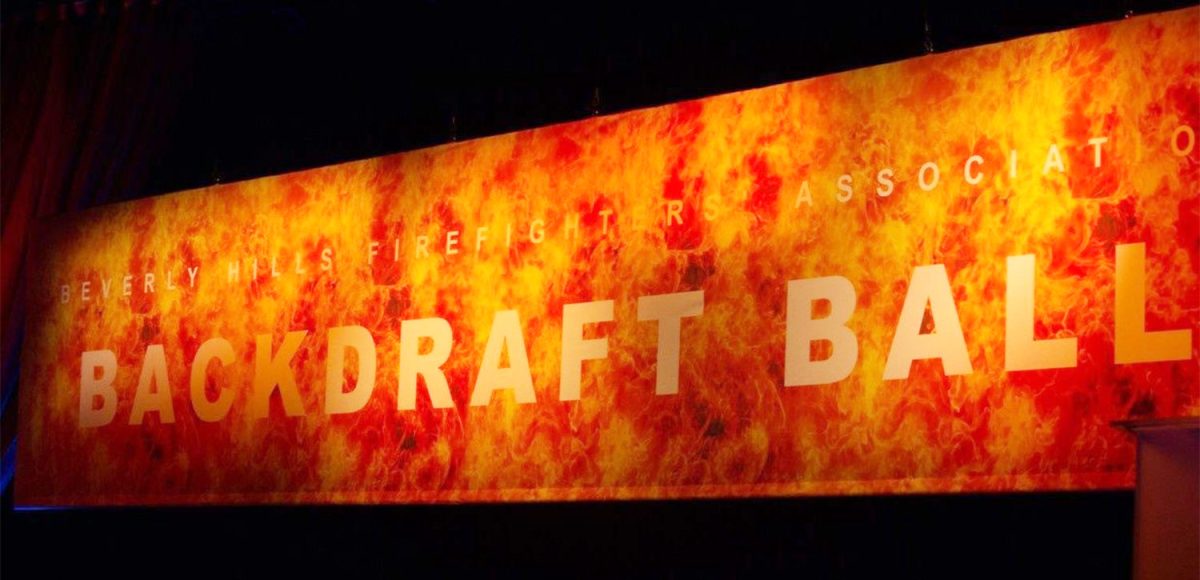 BEVERLY HILLS FIREFIGHTERS' ASSOCIATIO
BACKDRAFT BALL